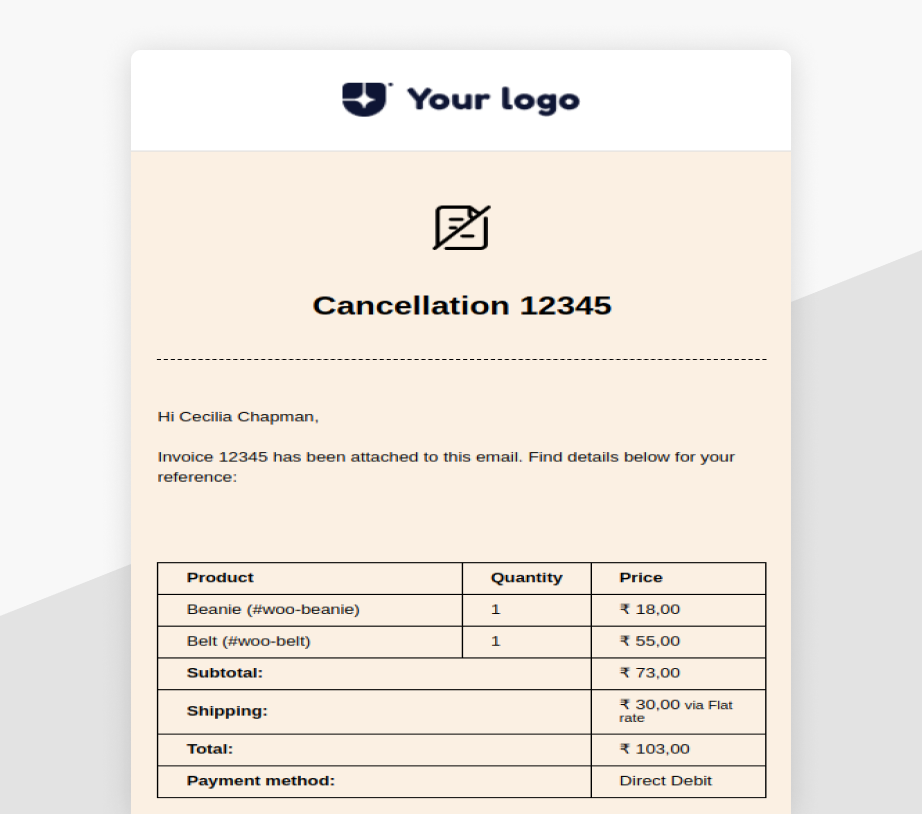 Your logo
Cancellation 12345
Hi Cecilia Chapman,
Invoice 12345 has been attached to this email. Find details below for your
reference:
Product Quantity Price
Beanie (#woo-beanie) 1 ₹ 18,00
Belt (#woo-belt) 1 ₹ 55,00
Subtotal: ₹ 73,00
Shipping: ₹ 30,00 via Flat
rate
Total: ₹ 103,00
Payment method: Direct Debit